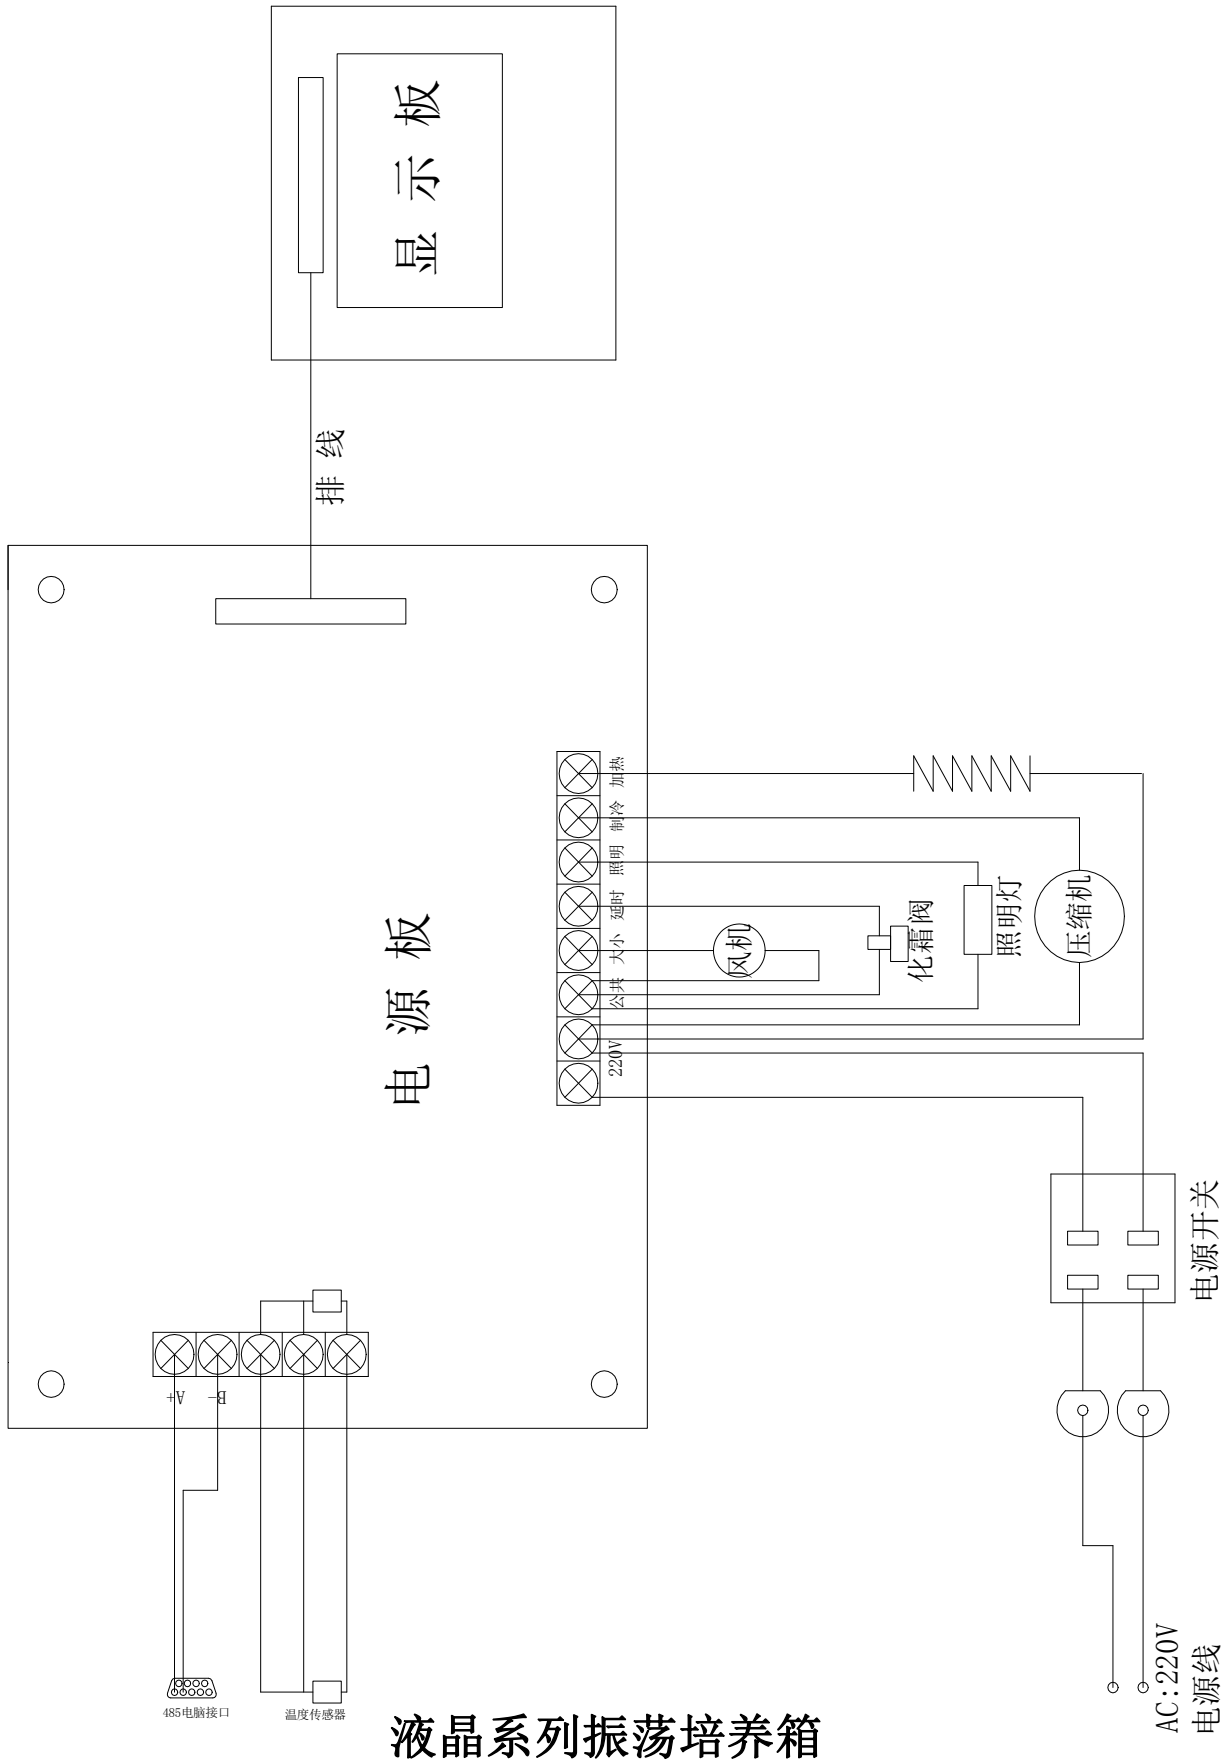 显示板
排线
电源板
加热
制冷
照明
延时
大小
公共
220V
风机
化霜阀
照明灯
压缩机
电源开关
A+
B-
485电脑接口
温度传感器
AC:220V
电源线
液晶系列振荡培养箱